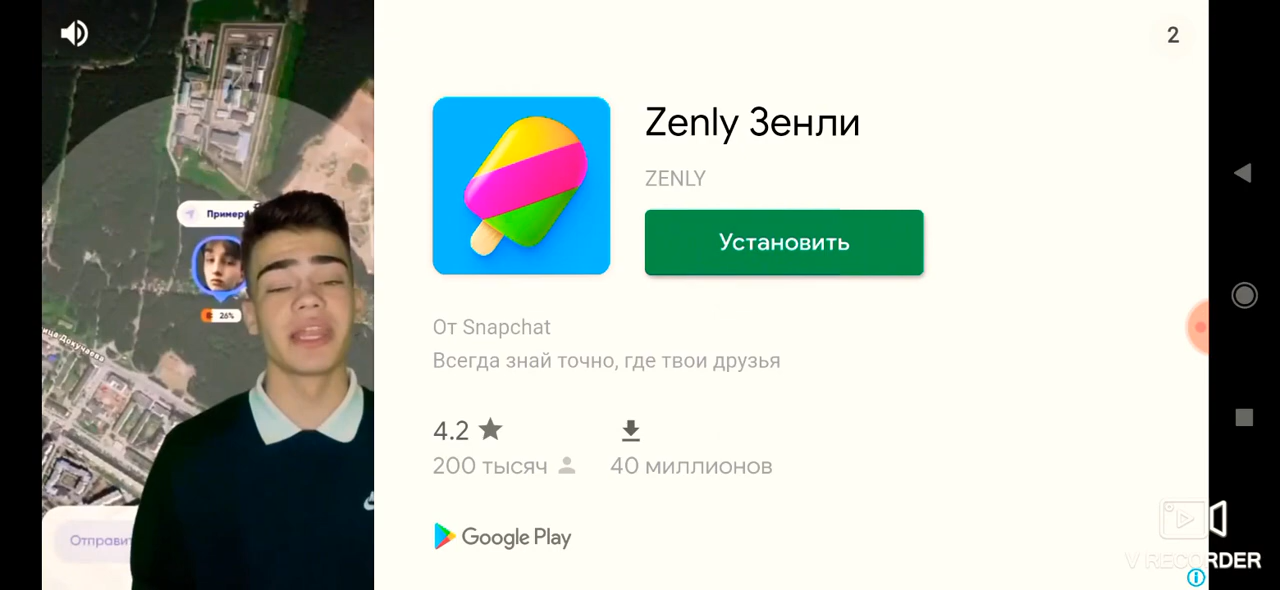 2
Zenly Зенли
ZENLY
Установить
От Snapchat
Всегда знай точно, где твои друзья
4.2
200 тысяч
40 миллионов
Google Play
26%
V RECORDER